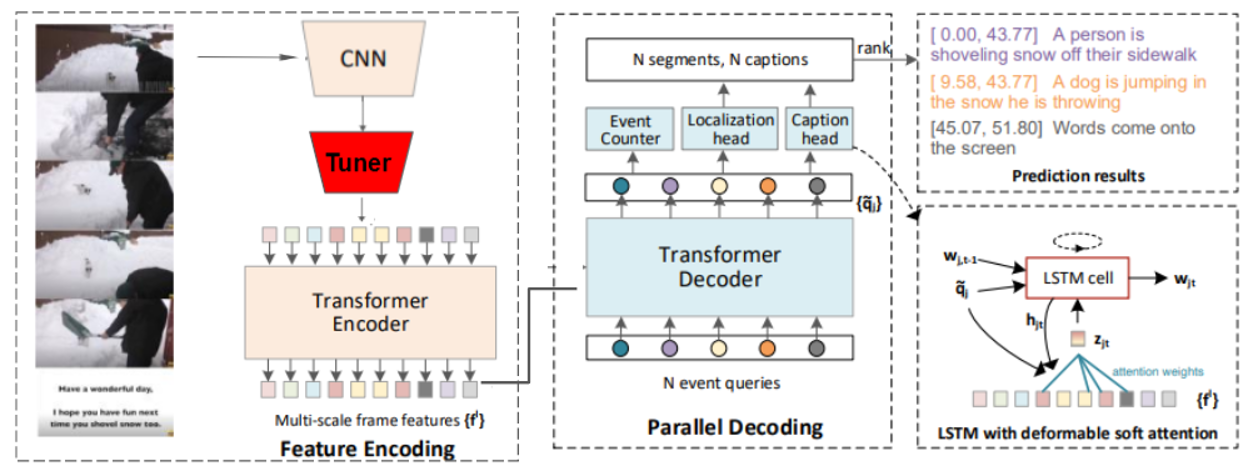 CNN
Tuner
Transformer
Encoder
Multi-scale frame features {fˡ}
Feature Encoding
Have a wonderful day,
I hope you have fun next
time you shovel snow too.
N segments, N captions
rank
Event
Counter
Localization
head
Caption
head
{q̃ⱼ}
Transformer
Decoder
N event queries
Parallel Decoding
[ 0.00, 43.77] A person is
shoveling snow off their sidewalk
[ 9.58, 43.77] A dog is jumping in
the snow he is throwing
[45.07, 51.80] Words come onto
the screen
Prediction results
w_{j,t-1}
q̃ⱼ
LSTM cell
w_{jt}
h_{jt}
z_{jt}
attention weights
{fˡ}
LSTM with deformable soft attention